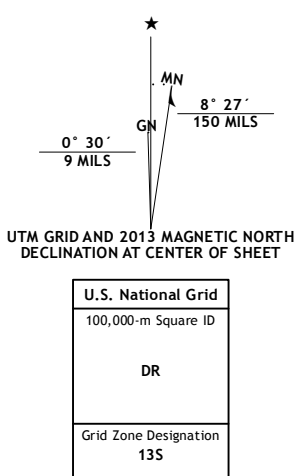 MN
GN
8° 27´
150 MILS
0° 30´
9 MILS
UTM GRID AND 2013 MAGNETIC NORTH
DECLINATION AT CENTER OF SHEET
U.S. National Grid
100,000-m Square ID
DR
Grid Zone Designation
13S